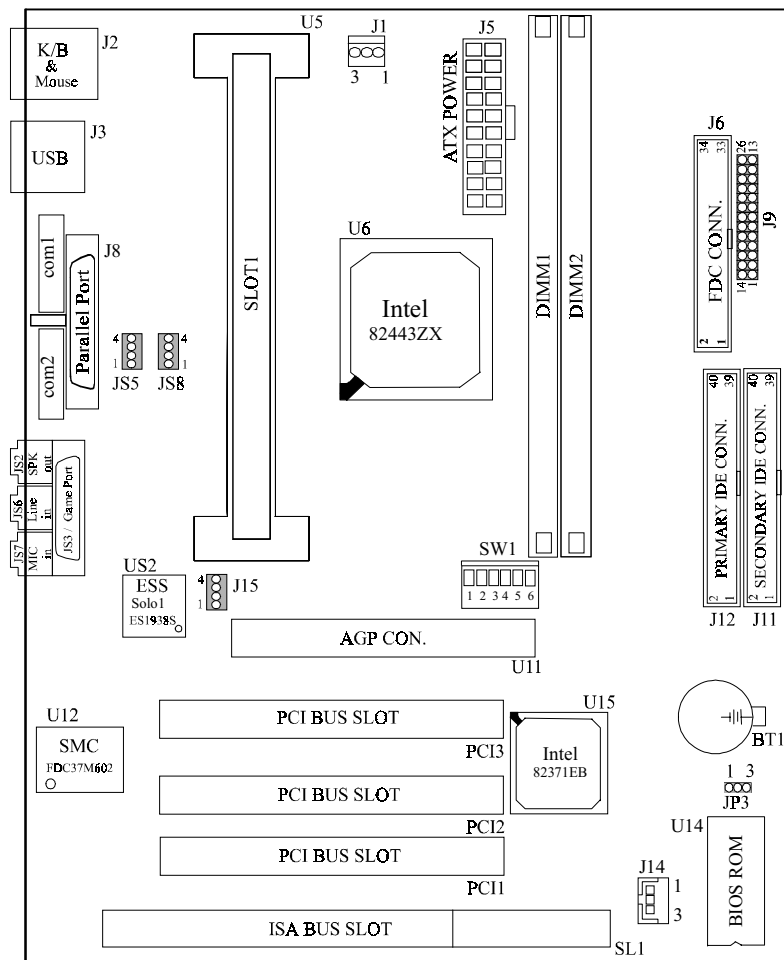 U5
J1
K/B
&
Mouse
J2
3 1
J5
ATX POWER
J3
USB
J6
34 33
26 13
FDC CONN.
J9
14 1
2 1
com1
J8
Parallel Port
com2
SLOT1
U6
Intel
82443ZX
DIMM1
DIMM2
4
1
JS5
4
1
JS8
40 39
PRIMARY IDE CONN.
2 1
J12
40 39
SECONDARY IDE CONN.
2 1
J11
JS2
SPK
out
JS6
Line
in
JS7
MIC
in
JS3 / Game Port
US2
ESS
Solo1
ES1938S
4
1
J15
SW1
1 2 3 4 5 6
AGP CON.
U11
U12
SMC
FDC37M602
PCI BUS SLOT
PCI3
U15
Intel
82371EB
BT1
PCI BUS SLOT
PCI2
1 3
JP3
PCI BUS SLOT
PCI1
U14
BIOS ROM
J14
1
3
ISA BUS SLOT
SL1